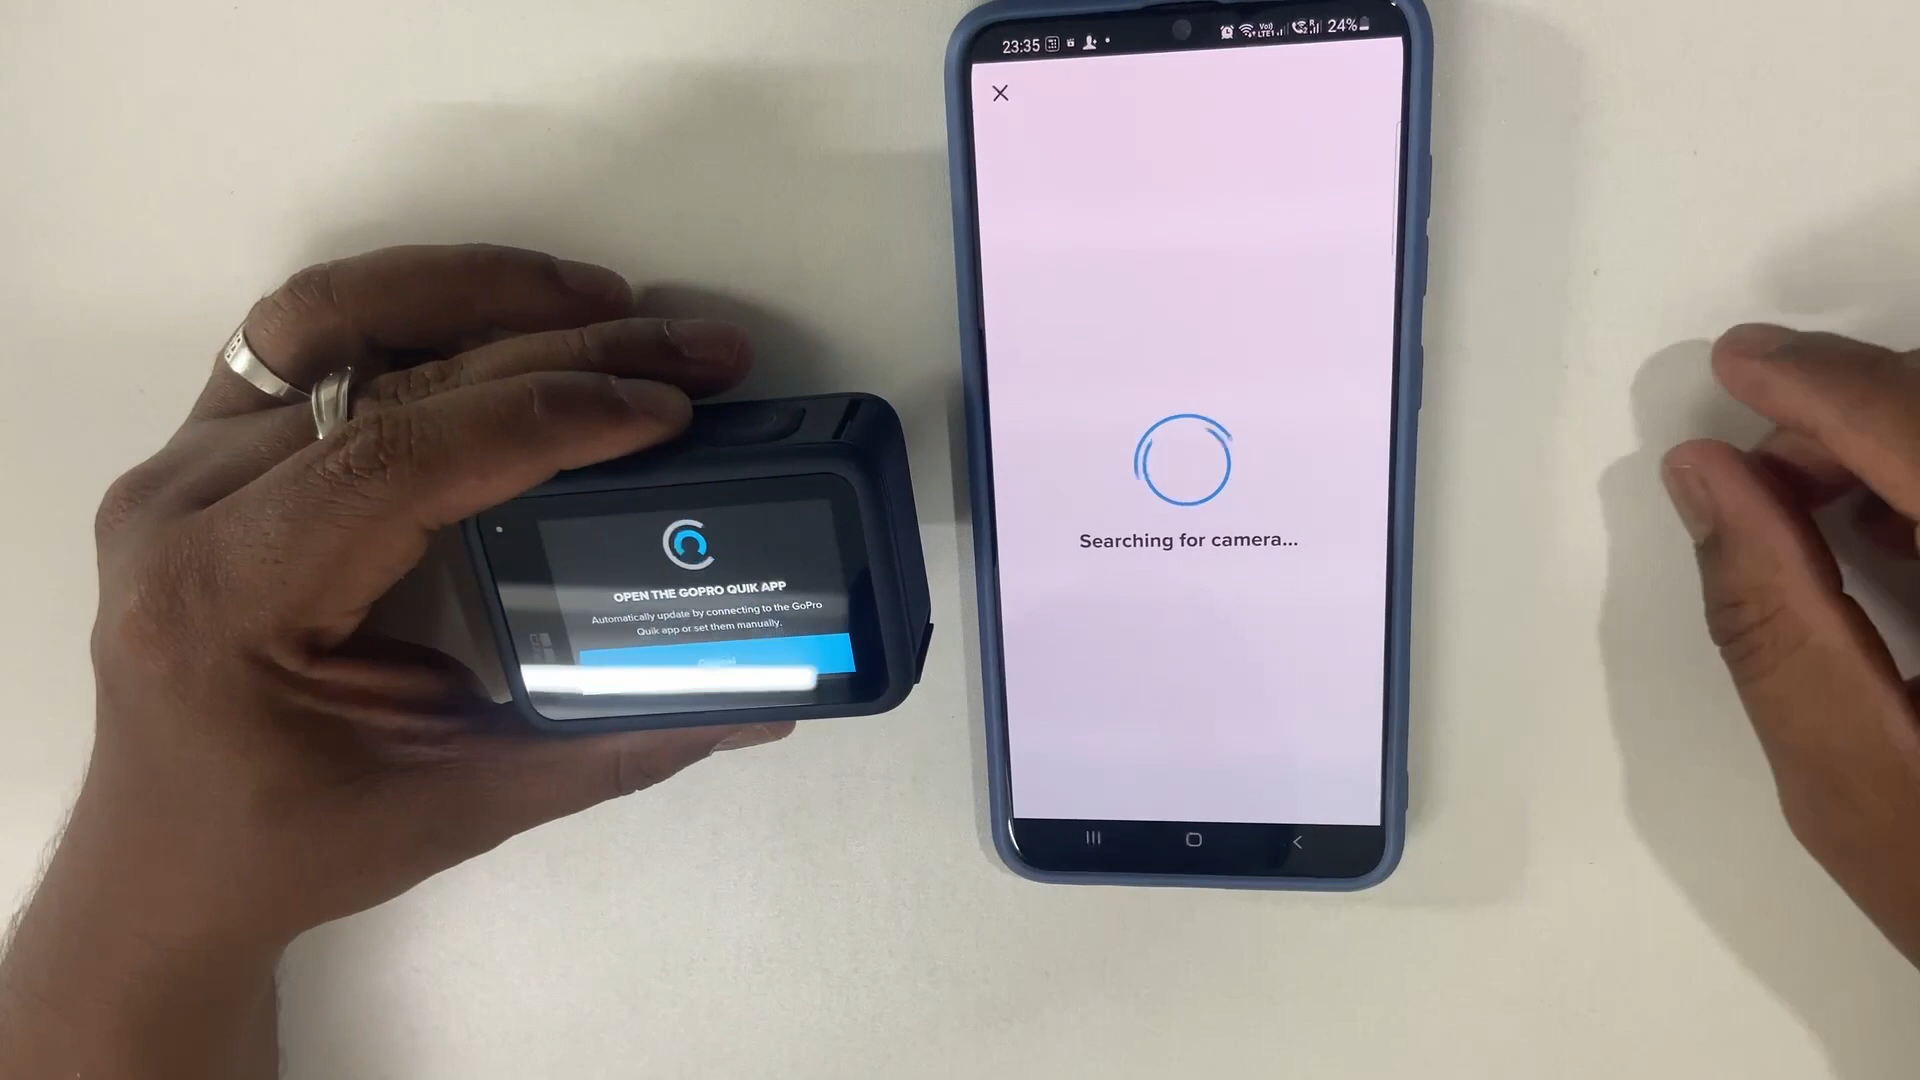 23:35
24%
Searching for camera...
OPEN THE GOPRO QUIK APP
Automatically update by connecting to the GoPro
Quik app or set them manually.